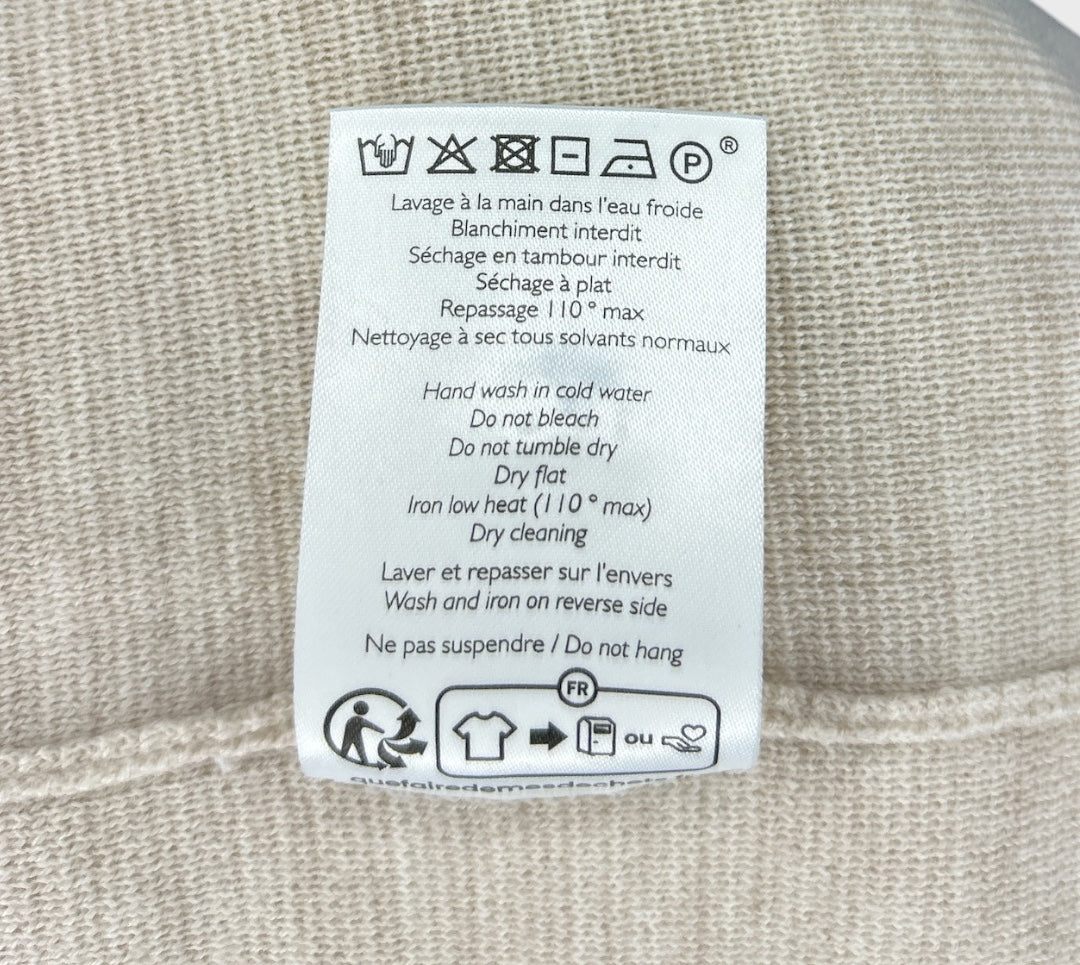 P ®
Lavage à la main dans l'eau froide
Blanchiment interdit
Séchage en tambour interdit
Séchage à plat
Repassage 110° max
Nettoyage à sec tous solvants normaux
Hand wash in cold water
Do not bleach
Do not tumble dry
Dry flat
Iron low heat (110° max)
Dry cleaning
Laver et repasser sur l'envers
Wash and iron on reverse side
Ne pas suspendre / Do not hang
FR
ou